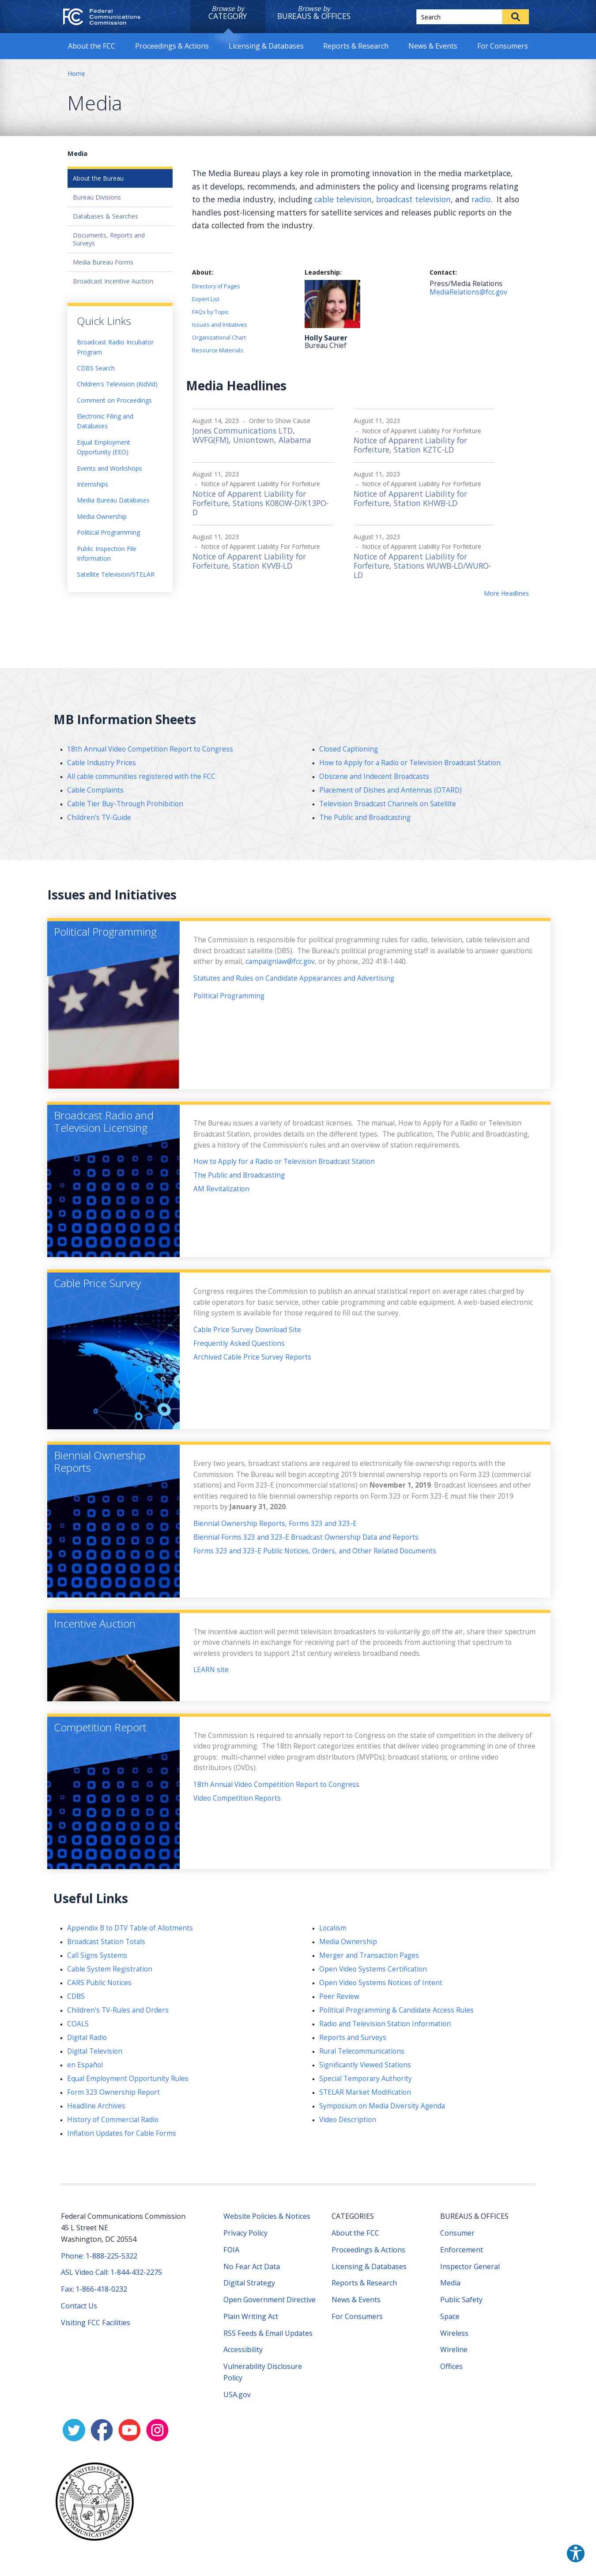 FC Federal Communications Commission
Browse by CATEGORY
Browse by BUREAUS & OFFICES
Search
About the FCC
Proceedings & Actions
Licensing & Databases
Reports & Research
News & Events
For Consumers
Home
Media
Media
About the Bureau
Bureau Divisions
Databases & Searches
Documents, Reports and
Surveys
Media Bureau Forms
Broadcast Incentive Auction
Quick Links
Broadcast Radio Incubator
Program
CDBS Search
Children's Television (KidVid)
Comment on Proceedings
Electronic Filing and
Databases
Equal Employment
Opportunity (EEO)
Events and Workshops
Internships
Media Bureau Databases
Media Ownership
Political Programming
Public Inspection File
Information
Satellite Television/STELAR
The Media Bureau plays a key role in promoting innovation in the media marketplace,
as it develops, recommends, and administers the policy and licensing programs relating
to the media industry, including cable television, broadcast television, and radio.  It also
handles post-licensing matters for satellite services and releases public reports on the
data collected from the industry.
About:
Directory of Pages
Expert List
FAQs by Topic
Issues and Initiatives
Organizational Chart
Resource Materials
Leadership:
Holly Saurer
Bureau Chief
Contact:
Press/Media Relations
MediaRelations@fcc.gov
Media Headlines
August 14, 2023  -  Order to Show Cause
Jones Communications LTD,
WVFG(FM), Uniontown, Alabama
August 11, 2023
-  Notice of Apparent Liability For Forfeiture
Notice of Apparent Liability for
Forfeiture, Station KZTC-LD
August 11, 2023
-  Notice of Apparent Liability For Forfeiture
Notice of Apparent Liability for
Forfeiture, Stations K08OW-D/K13PO-
D
August 11, 2023
-  Notice of Apparent Liability For Forfeiture
Notice of Apparent Liability for
Forfeiture, Station KHWB-LD
August 11, 2023
-  Notice of Apparent Liability For Forfeiture
Notice of Apparent Liability for
Forfeiture, Station KVVB-LD
August 11, 2023
-  Notice of Apparent Liability For Forfeiture
Notice of Apparent Liability for
Forfeiture, Stations WUWB-LD/WURO-
LD
More Headlines
MB Information Sheets
18th Annual Video Competition Report to Congress
Cable Industry Prices
All cable communities registered with the FCC
Cable Complaints
Cable Tier Buy-Through Prohibition
Children's TV-Guide
Closed Captioning
How to Apply for a Radio or Television Broadcast Station
Obscene and Indecent Broadcasts
Placement of Dishes and Antennas (OTARD)
Television Broadcast Channels on Satellite
The Public and Broadcasting
Issues and Initiatives
Political Programming
The Commission is responsible for political programming rules for radio, television, cable television and
direct broadcast satellite (DBS).  The Bureau's political programming staff is available to answer questions
either by email, campaignlaw@fcc.gov, or by phone, 202 418-1440.
Statutes and Rules on Candidate Appearances and Advertising
Political Programming
Broadcast Radio and
Television Licensing
The Bureau issues a variety of broadcast licenses.  The manual, How to Apply for a Radio or Television
Broadcast Station, provides details on the different types.  The publication, The Public and Broadcasting,
gives a history of the Commission's rules and an overview of station requirements.
How to Apply for a Radio or Television Broadcast Station
The Public and Broadcasting
AM Revitalization
Cable Price Survey
Congress requires the Commission to publish an annual statistical report on average rates charged by
cable operators for basic service, other cable programming and cable equipment. A web-based electronic
filing system is available for those required to fill out the survey.
Cable Price Survey Download Site
Frequently Asked Questions
Archived Cable Price Survey Reports
Biennial Ownership
Reports
Every two years, broadcast stations are required to electronically file ownership reports with the
Commission. The Bureau will begin accepting 2019 biennial ownership reports on Form 323 (commercial
stations) and Form 323-E (noncommercial stations) on November 1, 2019. Broadcast licensees and other
entities required to file biennial ownership reports on Form 323 or Form 323-E must file their 2019
reports by January 31, 2020.
Biennial Ownership Reports, Forms 323 and 323-E
Biennial Forms 323 and 323-E Broadcast Ownership Data and Reports
Forms 323 and 323-E Public Notices, Orders, and Other Related Documents
Incentive Auction
The incentive auction will permit television broadcasters to voluntarily go off the air, share their spectrum
or move channels in exchange for receiving part of the proceeds from auctioning that spectrum to
wireless providers to support 21st century wireless broadband needs.
LEARN site
Competition Report
The Commission is required to annually report to Congress on the state of competition in the delivery of
video programming.  The 18th Report categorizes entities that deliver video programming in one of three
groups:  multi-channel video program distributors (MVPDs); broadcast stations; or online video
distributors (OVDs).
18th Annual Video Competition Report to Congress
Video Competition Reports
Useful Links
Appendix B to DTV Table of Allotments
Broadcast Station Totals
Call Signs Systems
Cable System Registration
CARS Public Notices
CDBS
Children's TV-Rules and Orders
COALS
Digital Radio
Digital Television
en Español
Equal Employment Opportunity Rules
Form 323 Ownership Report
Headline Archives
History of Commercial Radio
Inflation Updates for Cable Forms
Localism
Media Ownership
Merger and Transaction Pages
Open Video Systems Certification
Open Video Systems Notices of Intent
Peer Review
Political Programming & Candidate Access Rules
Radio and Television Station Information
Reports and Surveys
Rural Telecommunications
Significantly Viewed Stations
Special Temporary Authority
STELAR Market Modification
Symposium on Media Diversity Agenda
Video Description
Federal Communications Commission
45 L Street NE
Washington, DC 20554
Phone: 1-888-225-5322
ASL Video Call: 1-844-432-2275
Fax: 1-866-418-0232
Contact Us
Visiting FCC Facilities
Website Policies & Notices
Privacy Policy
FOIA
No Fear Act Data
Digital Strategy
Open Government Directive
Plain Writing Act
RSS Feeds & Email Updates
Accessibility
Vulnerability Disclosure
Policy
USA.gov
CATEGORIES
About the FCC
Proceedings & Actions
Licensing & Databases
Reports & Research
News & Events
For Consumers
BUREAUS & OFFICES
Consumer
Enforcement
Inspector General
Media
Public Safety
Space
Wireless
Wireline
Offices
UNITED STATES
FEDERAL COMMUNICATIONS COMMISSION